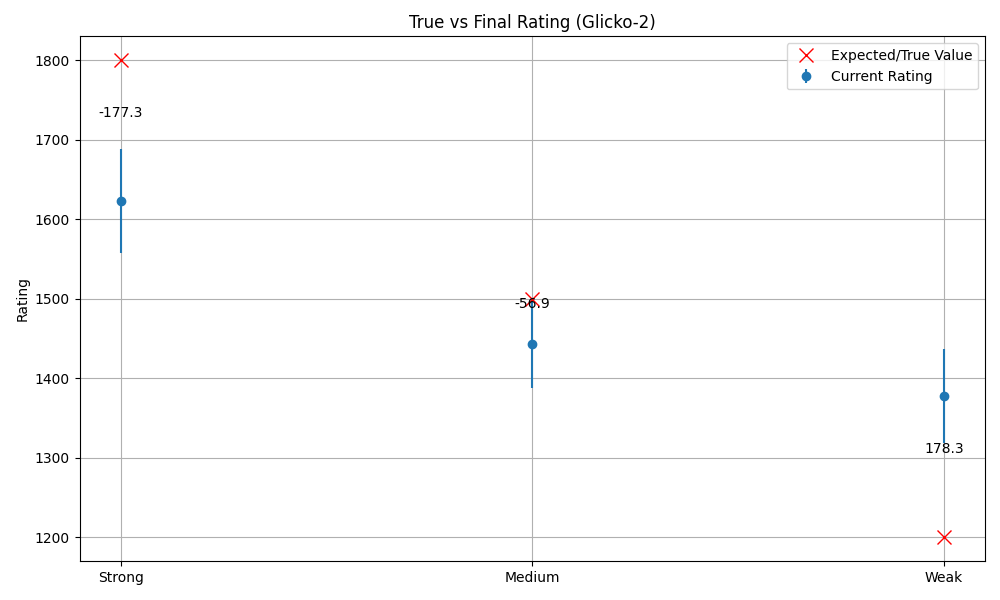 True vs Final Rating (Glicko-2)
Expected/True Value
Current Rating
Rating
1800
1700
1600
1500
1400
1300
1200
-177.3
-56.9
178.3
Strong
Medium
Weak